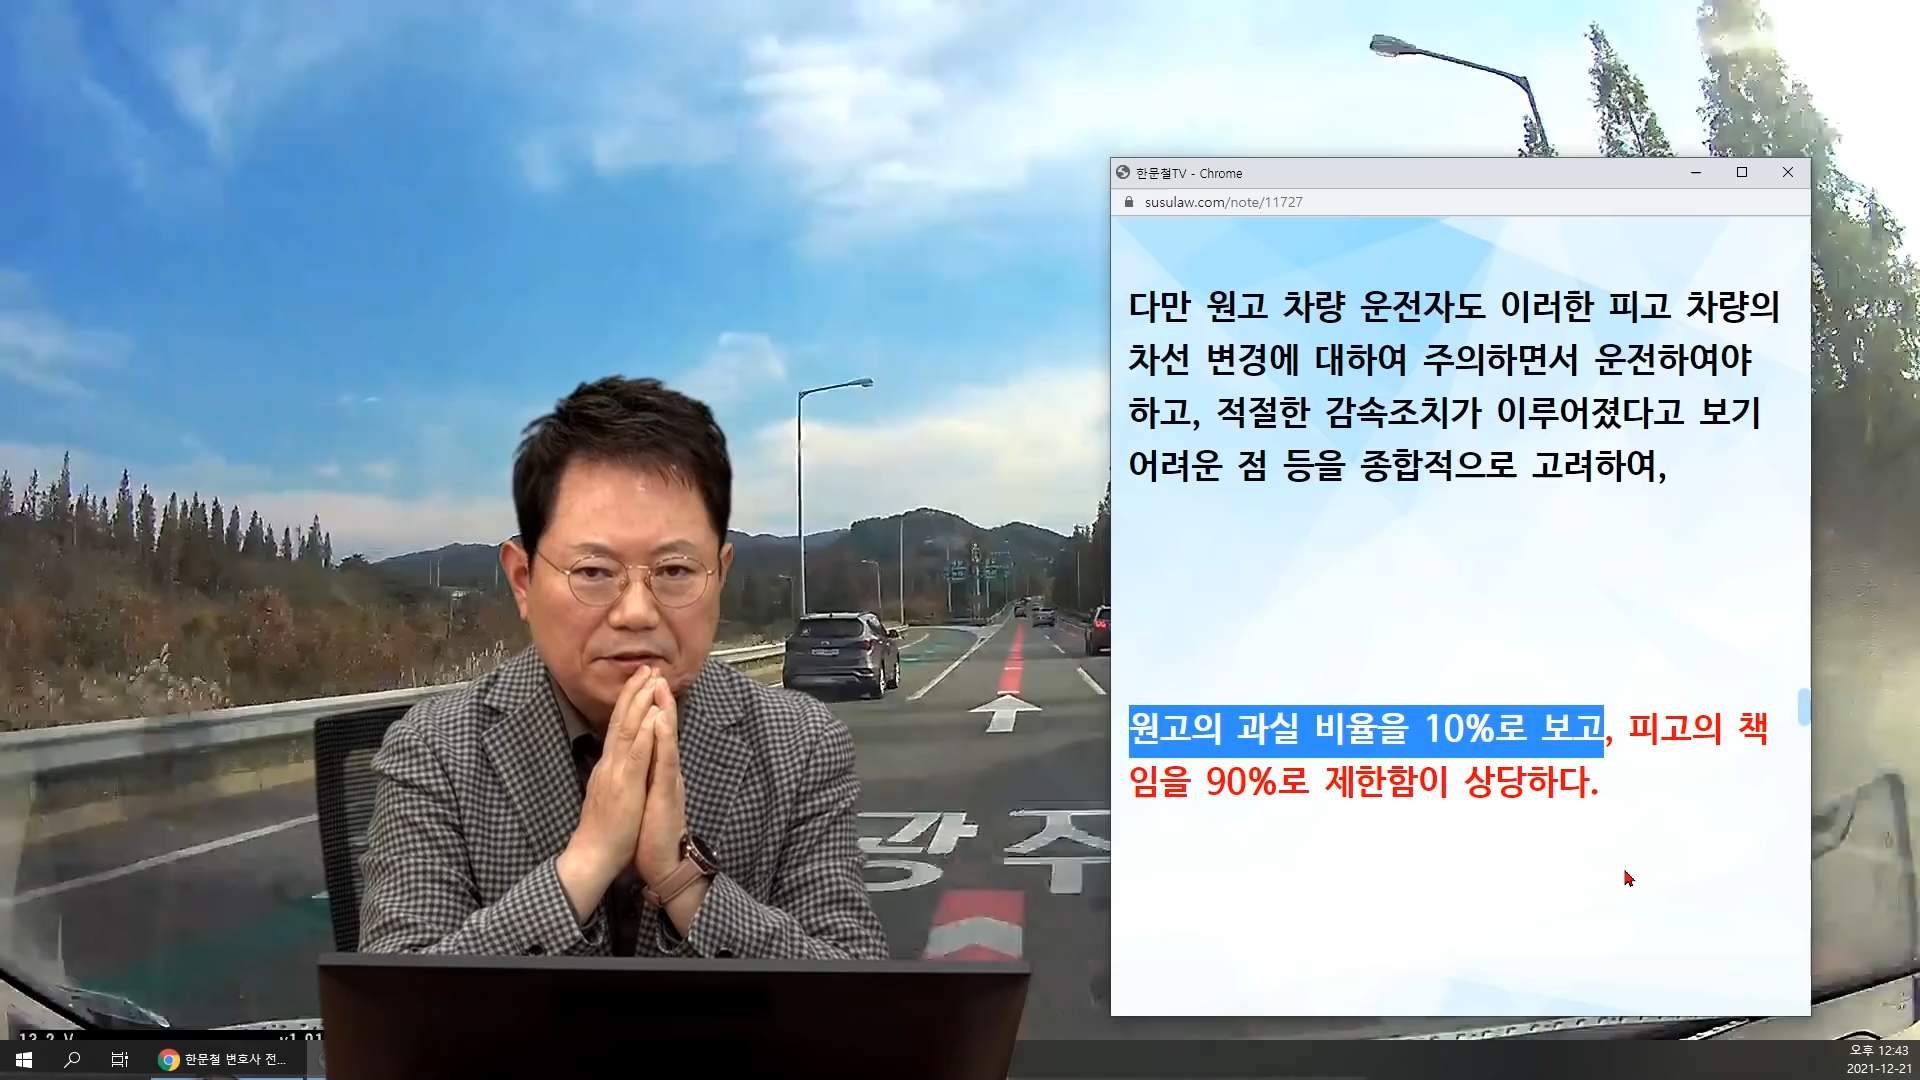 한문철TV - Chrome
susulaw.com/note/11727
다만 원고 차량 운전자도 이러한 피고 차량의
차선 변경에 대하여 주의하면서 운전하여야
하고, 적절한 감속조치가 이루어졌다고 보기
어려운 점 등을 종합적으로 고려하여,
원고의 과실 비율을 10%로 보고, 피고의 책
임을 90%로 제한함이 상당하다.
광주
13.2 V
v1.01
한문철 변호사 전...
오후 12:43
2021-12-21